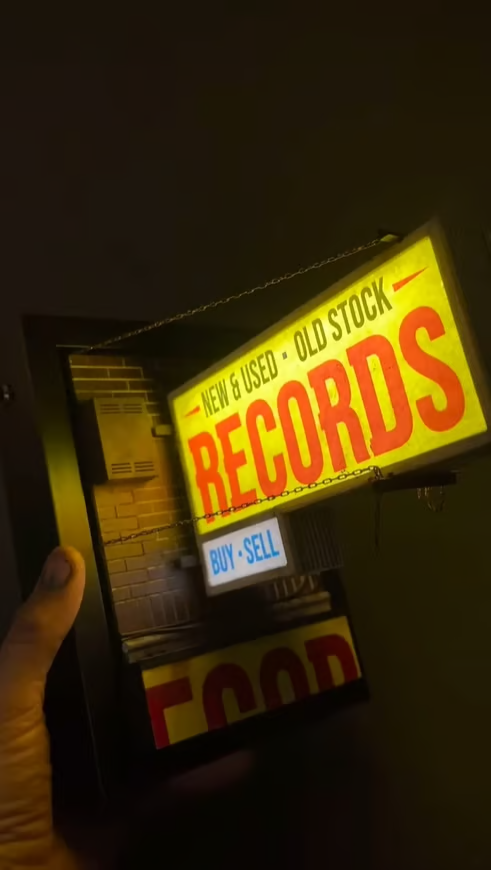 NEW & USED · OLD STOCK
RECORDS
BUY · SELL